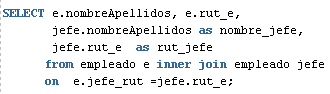 SELECT e.nombreApellidos, e.rut_e,
jefe.nombreApellidos as nombre_jefe,
jefe.rut_e as rut_jefe
from empleado e inner join empleado jefe
on e.jefe_rut =jefe.rut_e;